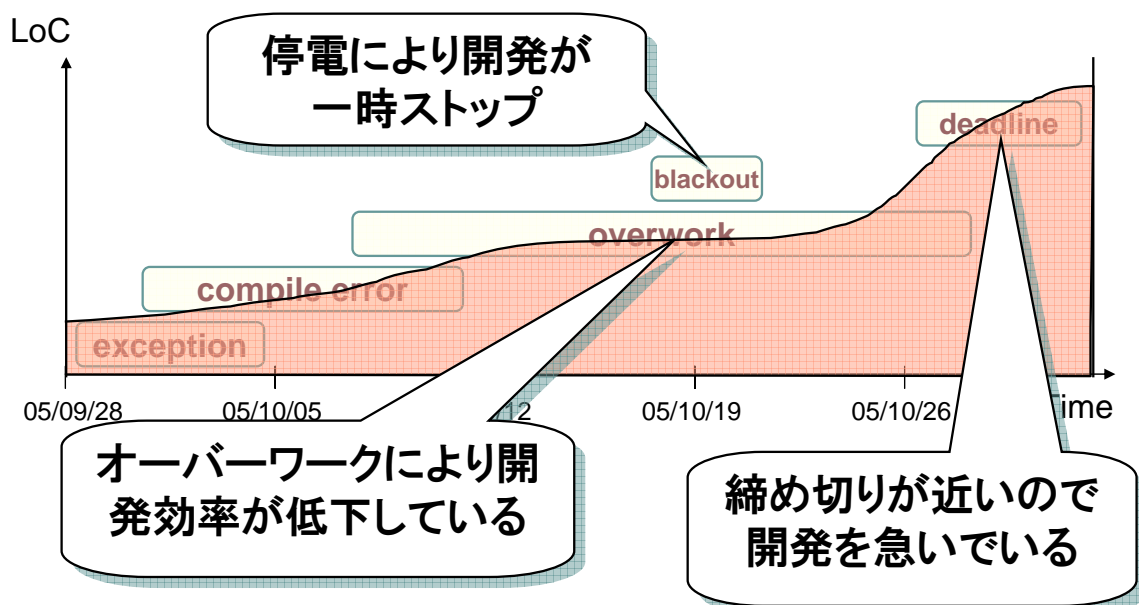 LoC
停電により開発が
一時ストップ
deadline
blackout
overwork
compile error
exception
05/09/28
05/10/05
12
05/10/19
05/10/26
Time
オーバーワークにより開
発効率が低下している
締め切りが近いので
開発を急いでいる